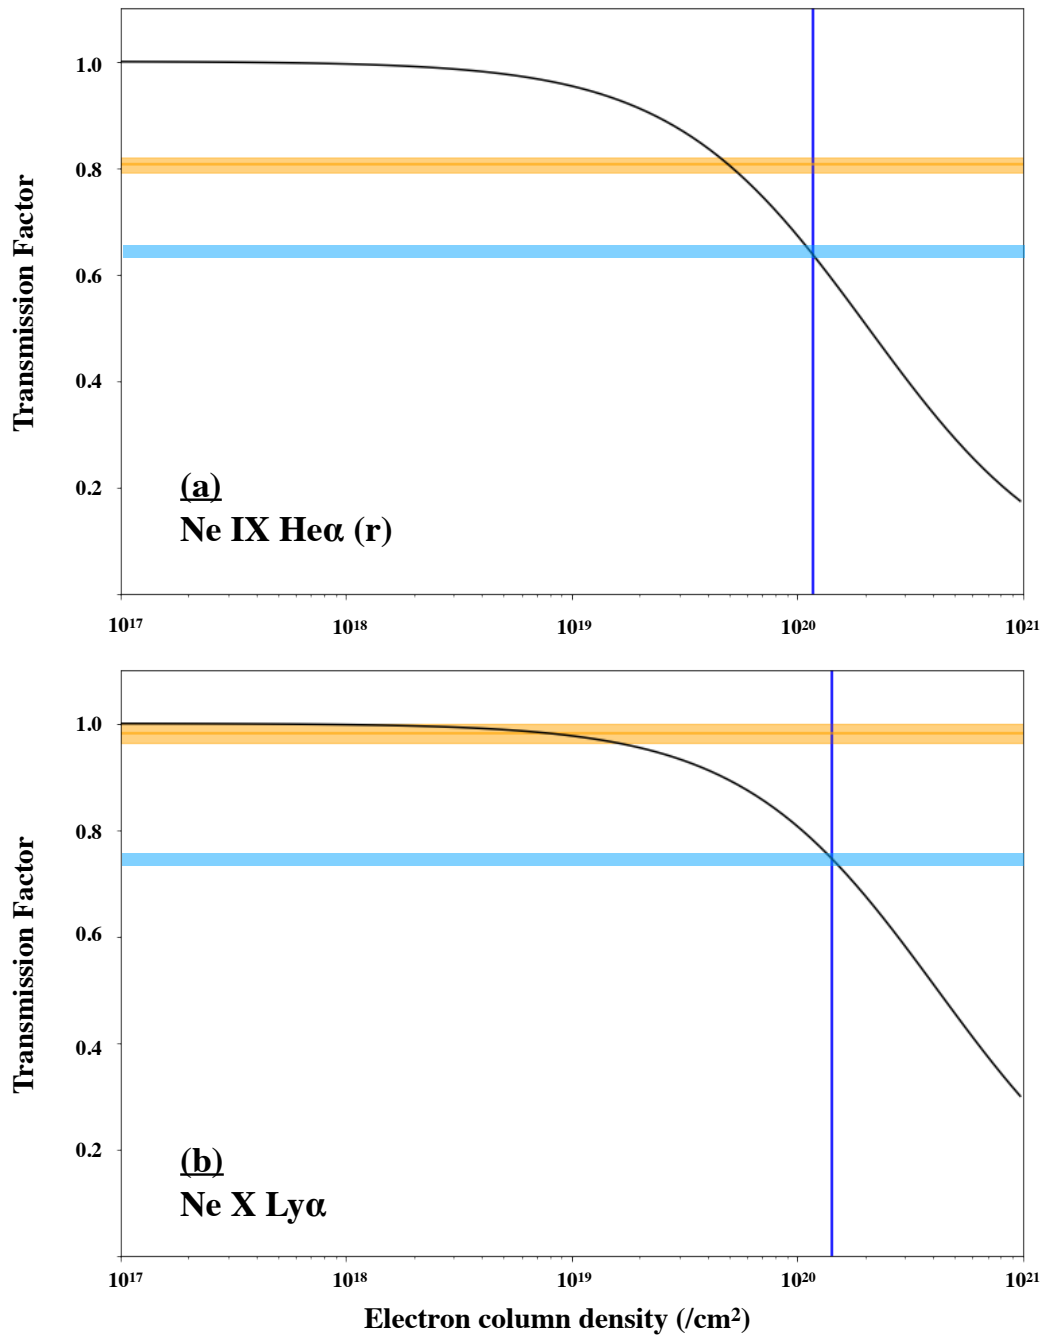 Transmission Factor
1.0
0.8
0.6
0.4
0.2
(a)
Ne IX Heα (r)
10¹⁷ 10¹⁸ 10¹⁹ 10²⁰ 10²¹
Transmission Factor
1.0
0.8
0.6
0.4
0.2
(b)
Ne X Lyα
10¹⁷ 10¹⁸ 10¹⁹ 10²⁰ 10²¹
Electron column density (/cm²)